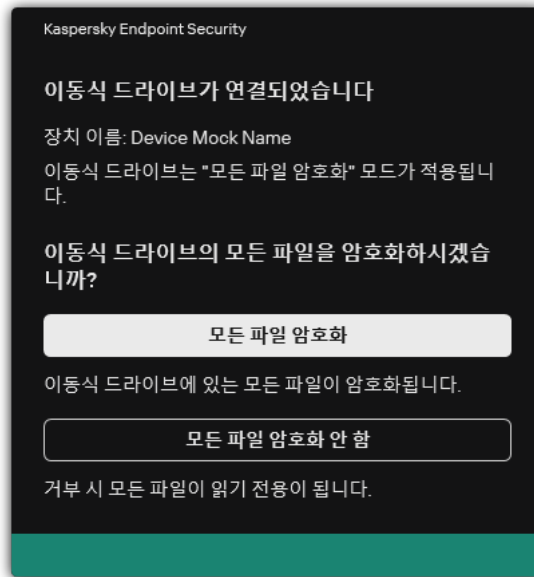 Kaspersky Endpoint Security
이동식 드라이브가 연결되었습니다
장치 이름: Device Mock Name
이동식 드라이브는 "모든 파일 암호화" 모드가 적용됩니
다.
이동식 드라이브의 모든 파일을 암호화하시겠습
니까?
모든 파일 암호화
이동식 드라이브에 있는 모든 파일이 암호화됩니다.
모든 파일 암호화 안 함
거부 시 모든 파일이 읽기 전용이 됩니다.